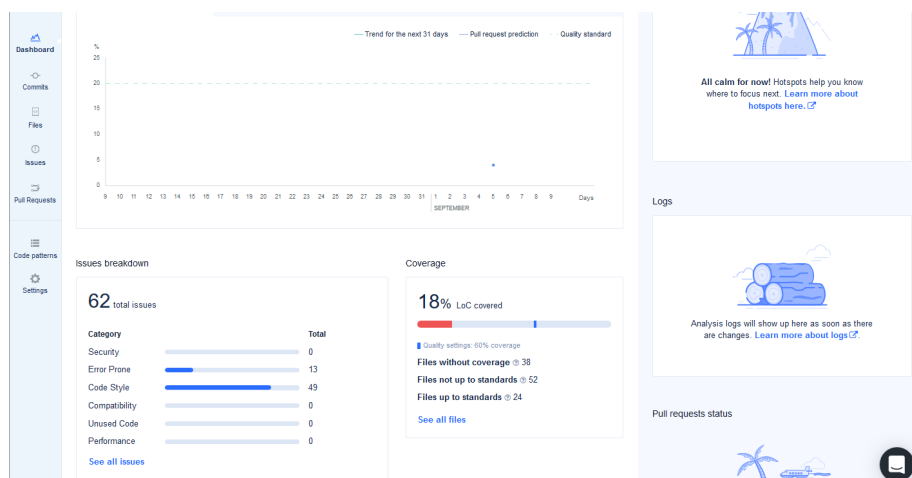 Dashboard
Commits
Files
Issues
Pull Requests
Code patterns
Settings
Trend for the next 31 days
Pull request prediction
Quality standard
%
25
20
15
10
5
0
9 10 11 12 13 14 15 16 17 18 19 20 21 22 23 24 25 26 27 28 29 30 31 1 2 3 4 5 6 7 8 9 Days
SEPTEMBER
Issues breakdown
62 total issues
Category Total
Security 0
Error Prone 13
Code Style 49
Compatibility 0
Unused Code 0
Performance 0
See all issues
Coverage
18% LoC covered
Quality settings: 60% coverage
Files without coverage ? 38
Files not up to standards ? 52
Files up to standards ? 24
See all files
All calm for now! Hotspots help you know
where to focus next. Learn more about
hotspots here.
Logs
Analysis logs will show up here as soon as there
are changes. Learn more about logs.
Pull requests status